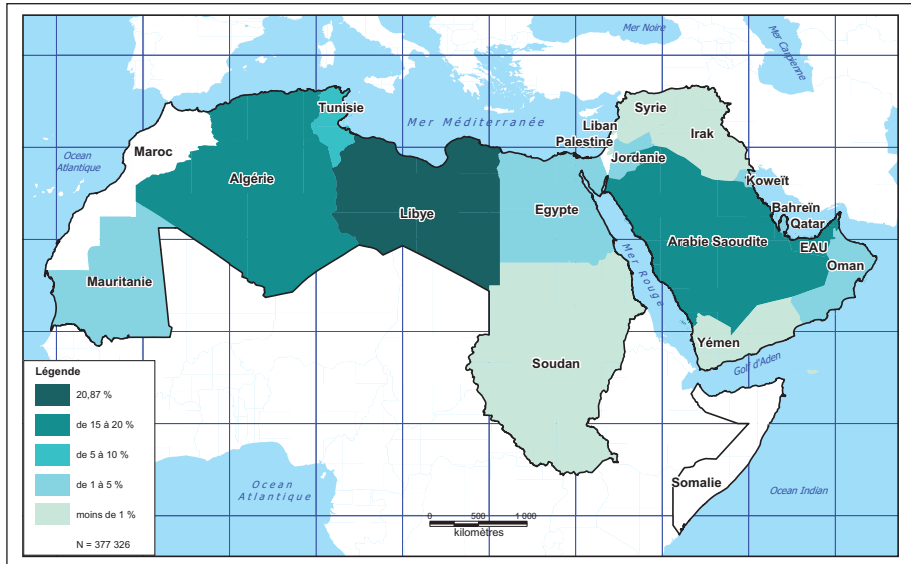 Mer Noire
Mer Carpienne
Tunisie
Mer Méditerranée
Syrie
Liban
Palestine
Irak
Jordanie
Ocean
Atlantique
Maroc
Algérie
Libye
Egypte
Koweït
Bahreïn
Qatar
Arabie Saoudite
EAU
Oman
Mauritanie
Mer Rouge
Yémen
Golf d'Aden
Soudan
Somalie
Ocean
Atlantique
Ocean Indian
0 500 1 000
kilomètres
Légende
20,87 %
de 15 à 20 %
de 5 à 10 %
de 1 à 5 %
moins de 1 %
N = 377 326